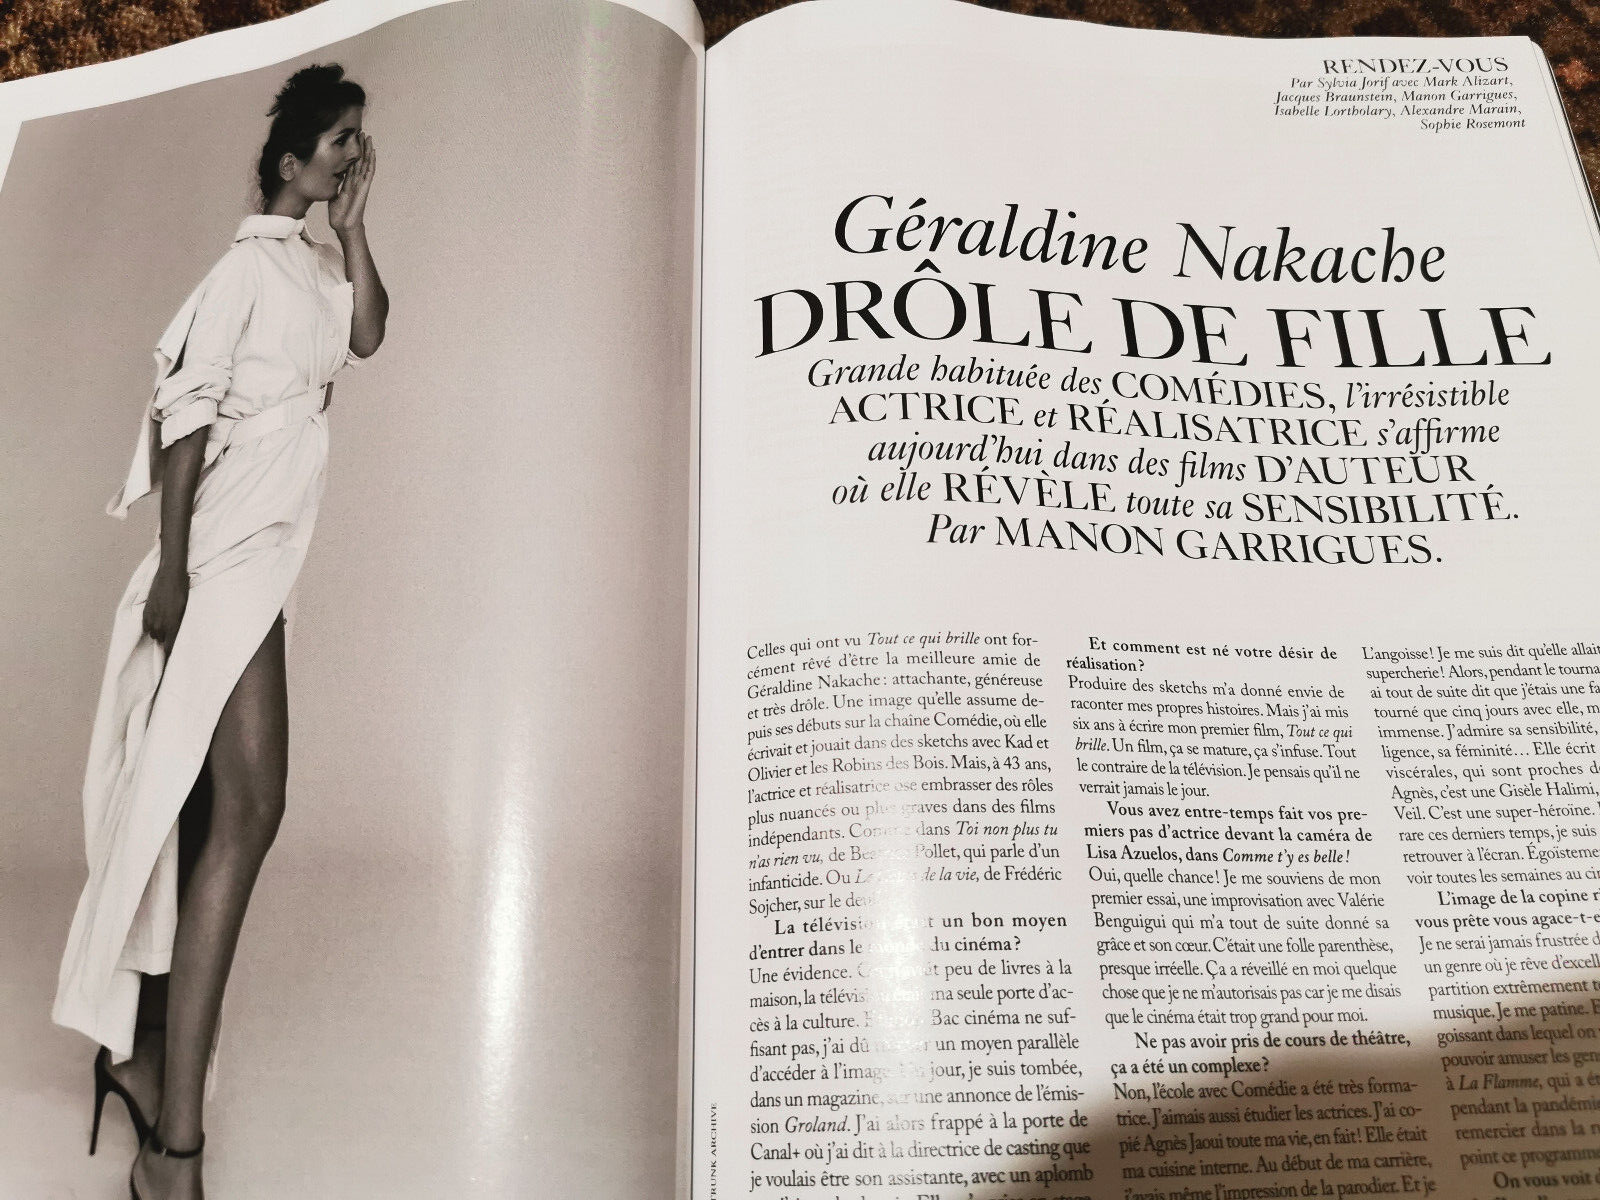 RENDEZ-VOUS
Par Sylvia Jorif avec Mark Alizart,
Jacques Braunstein, Manon Garrigues,
Isabelle Lortholary, Alexandre Marain,
Sophie Rosemont
Géraldine Nakache
DRÔLE DE FILLE
Grande habituée des COMÉDIES, l'irrésistible
ACTRICE et RÉALISATRICE s'affirme
aujourd'hui dans des films D'AUTEUR
où elle RÉVÈLE toute sa SENSIBILITÉ.
Par MANON GARRIGUES.
Celles qui ont vu Tout ce qui brille ont for-
cément rêvé d'être la meilleure amie de
Géraldine Nakache : attachante, généreuse
et très drôle. Une image qu'elle assume de-
puis ses débuts sur la chaîne Comédie, où elle
écrivait et jouait dans des sketchs avec Kad et
Olivier et les Robins des Bois. Mais, à 43 ans,
l'actrice et réalisatrice ose embrasser des rôles
plus nuancés ou plus graves dans des films
indépendants. Comme dans Toi non plus tu
n'as rien vu, de Pollet, qui parle d'un
infanticide. Ou de la vie, de Frédéric
Sojcher, sur le
La télévision était un bon moyen
d'entrer dans le monde du cinéma ?
Une évidence. peu de livres à la
maison, la ma seule porte d'ac-
cès à la culture. Bac cinéma ne suf-
fisant pas, j'ai dû un moyen parallèle
d'accéder à jour, je suis tombée,
dans un magazine, sur une annonce de l'émis-
sion Groland. J'ai alors frappé à la porte de
Canal+ où j'ai dit à la directrice de casting que
je voulais être son assistante, avec un aplomb
Et comment est né votre désir de
réalisation ?
Produire des sketchs m'a donné envie de
raconter mes propres histoires. Mais j'ai mis
six ans à écrire mon premier film, Tout ce qui
brille. Un film, ça se mature, ça s'infuse. Tout
le contraire de la télévision. Je pensais qu'il ne
verrait jamais le jour.
Vous avez entre-temps fait vos pre-
miers pas d'actrice devant la caméra de
Lisa Azuelos, dans Comme t'y es belle !
Oui, quelle chance ! Je me souviens de mon
premier essai, une improvisation avec Valérie
Benguigui qui m'a tout de suite donné sa
grâce et son cœur. C'était une folle parenthèse,
presque irréelle. Ça a réveillé en moi quelque
chose que je ne m'autorisais pas car je me disais
que le cinéma était trop grand pour moi.
Ne pas avoir pris de cours de théâtre,
ça a été un complexe ?
Non, l'école avec Comédie a été très forma-
trice. J'aimais aussi étudier les actrices. J'ai co-
pié Agnès Jaoui toute ma vie, en fait ! Elle était
ma cuisine interne. Au début de ma carrière,
j'avais même l'impression de la parodier. Et je
L'angoisse ! Je me suis dit qu'elle allait
supercherie ! Alors, pendant le tourna
ai tout de suite dit que j'étais une fa
tourné que cinq jours avec elle, m
immense. J'admire sa sensibilité,
ligence, sa féminité… Elle écrit
viscérales, qui sont proches d
Agnès, c'est une Gisèle Halimi,
Veil. C'est une super-héroïne.
rare ces derniers temps, je suis
retrouver à l'écran. Égoïsteme
voir toutes les semaines au cin
L'image de la copine r
vous prête vous agace-t-e
Je ne serai jamais frustrée d
un genre où je rêve d'excell
partition extrêmement t
musique. Je me patine. E
goissant dans lequel on
pouvoir amuser les gen
à La Flamme, qui a ét
pendant la pandémie
remercier dans la r
point ce programm
On vous voit d
TRUNK ARCHIVE